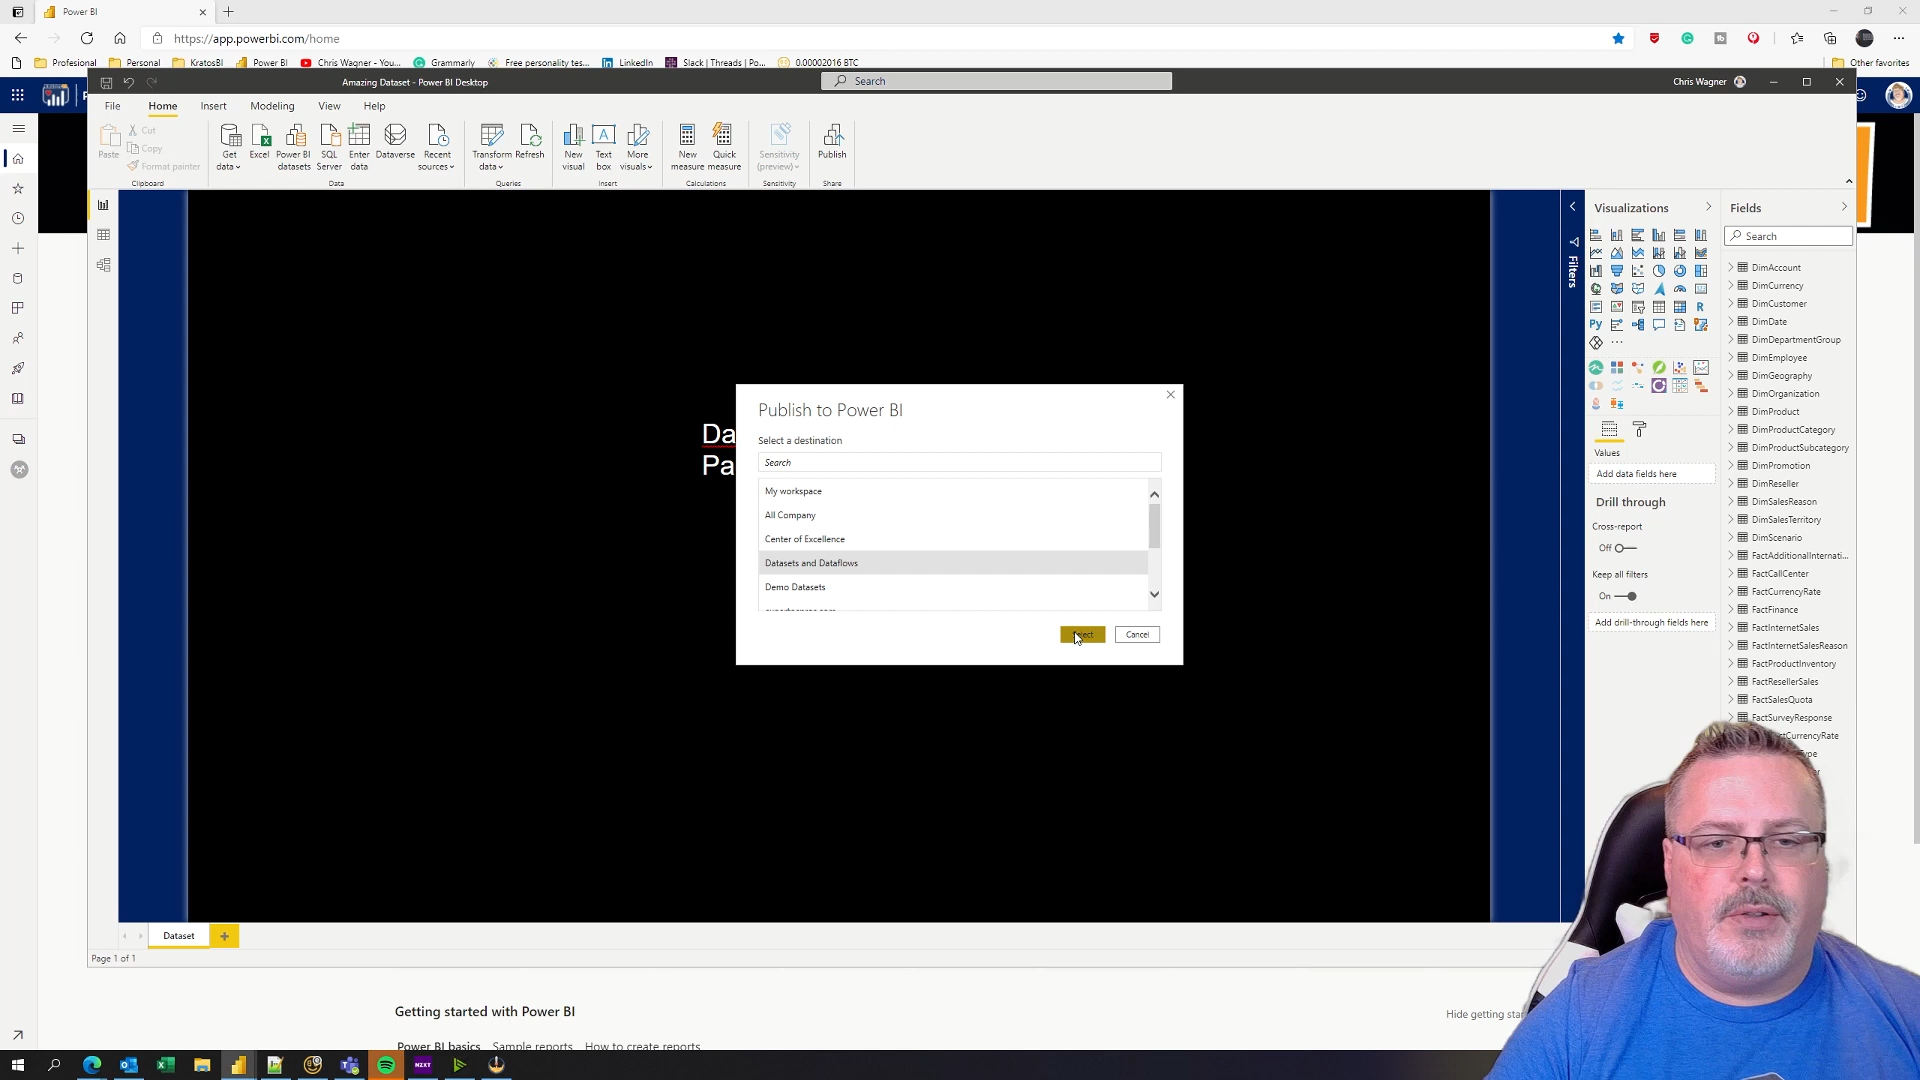 Power BI
https://app.powerbi.com/home
Profesional
Personal
KratosBI
Power BI
Chris Wagner - You...
Grammarly
Free personality tes...
LinkedIn
Slack | Threads | Po...
0.00002016 BTC
Other favorites
Amazing Dataset - Power BI Desktop
Search
Chris Wagner
File
Home
Insert
Modeling
View
Help
Paste
Cut
Copy
Format painter
Clipboard
Get data
Excel
Power BI datasets
SQL Server
Enter data
Dataverse
Recent sources
Data
Transform data
Refresh
Queries
New visual
Text box
More visuals
Insert
New measure
Quick measure
Calculations
Sensitivity (preview)
Sensitivity
Publish
Share
Da
Pa
Publish to Power BI
Select a destination
Search
My workspace
All Company
Center of Excellence
Datasets and Dataflows
Demo Datasets
Cancel
Filters
Visualizations
Values
Add data fields here
Drill through
Cross-report
Off
Keep all filters
On
Add drill-through fields here
Fields
Search
DimAccount
DimCurrency
DimCustomer
DimDate
DimDepartmentGroup
DimEmployee
DimGeography
DimOrganization
DimProduct
DimProductCategory
DimProductSubcategory
DimPromotion
DimReseller
DimSalesReason
DimSalesTerritory
DimScenario
FactAdditionalInternati...
FactCallCenter
FactCurrencyRate
FactFinance
FactInternetSales
FactInternetSalesReason
FactProductInventory
FactResellerSales
FactSalesQuota
FactSurveyResponse
Dataset
Page 1 of 1
Getting started with Power BI
Hide getting
Power BI basics
Sample reports
How to create reports
NZXT